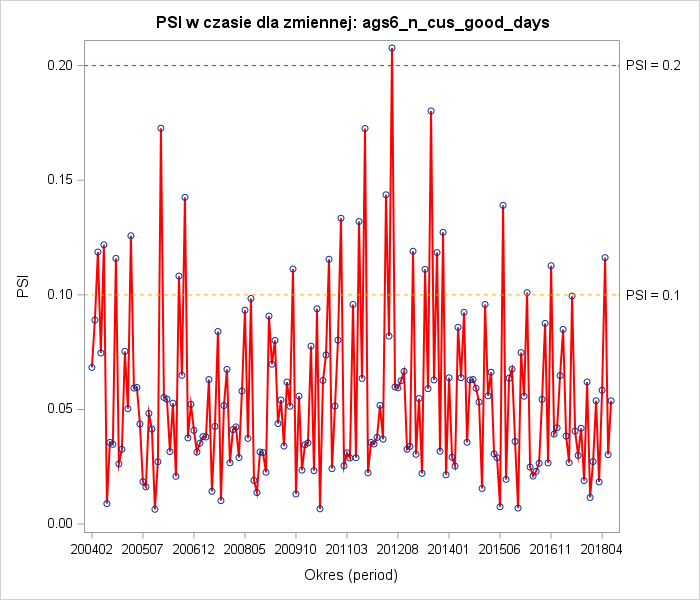 PSI w czasie dla zmiennej: ags6_n_cus_good_days
0.20
PSI = 0.2
0.15
PSI
0.10
PSI = 0.1
0.05
0.00
200402 200507 200612 200805 200910 201103 201208 201401 201506 201611 201804
Okres (period)